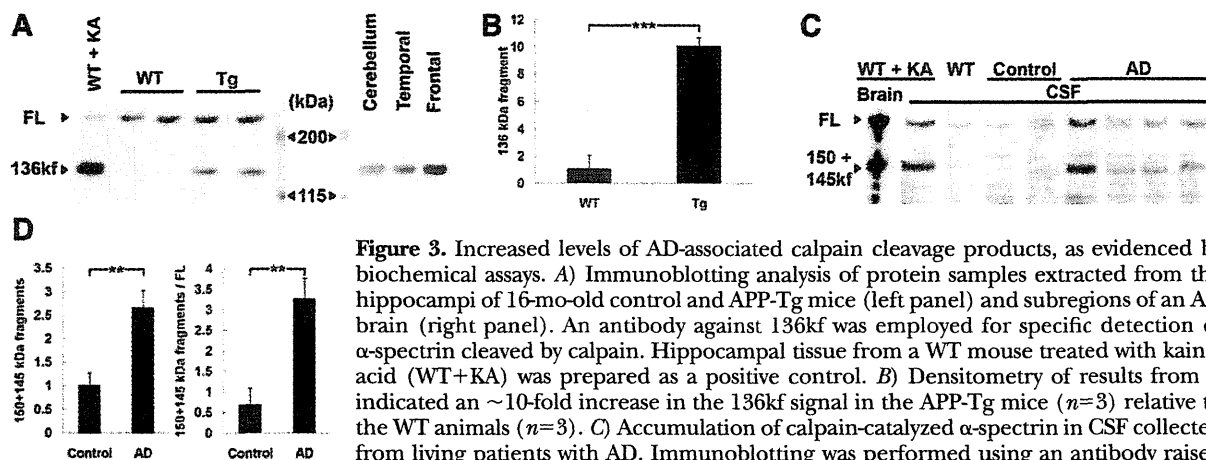 A
WT + KA
WT
Tg
(kDa)
Cerebellum
Temporal
Frontal
FL
200
136kf
115
B
136 kDa fragment
12
10
8
6
4
2
0
***
WT
Tg
C
WT + KA WT Control AD
Brain CSF
FL
150 +
145kf
D
150+145 kDa fragments
3.5
3
2.5
2
1.5
1
0.5
0
**
Control AD
150+145 kDa fragments / FL
4
3.5
3
2.5
2
1.5
1
0.5
0
**
Control AD
Figure 3. Increased levels of AD-associated calpain cleavage products, as evidenced
biochemical assays. A) Immunoblotting analysis of protein samples extracted from
hippocampi of 16-mo-old control and APP-Tg mice (left panel) and subregions of an
brain (right panel). An antibody against 136kf was employed for specific detection
α-spectrin cleaved by calpain. Hippocampal tissue from a WT mouse treated with
acid (WT+KA) was prepared as a positive control. B) Densitometry of results from
indicated an ~10-fold increase in the 136kf signal in the APP-Tg mice (n=3) relative
the WT animals (n=3). C) Accumulation of calpain-catalyzed α-spectrin in CSF collected
from living patients with AD. Immunoblotting was performed using an antibody